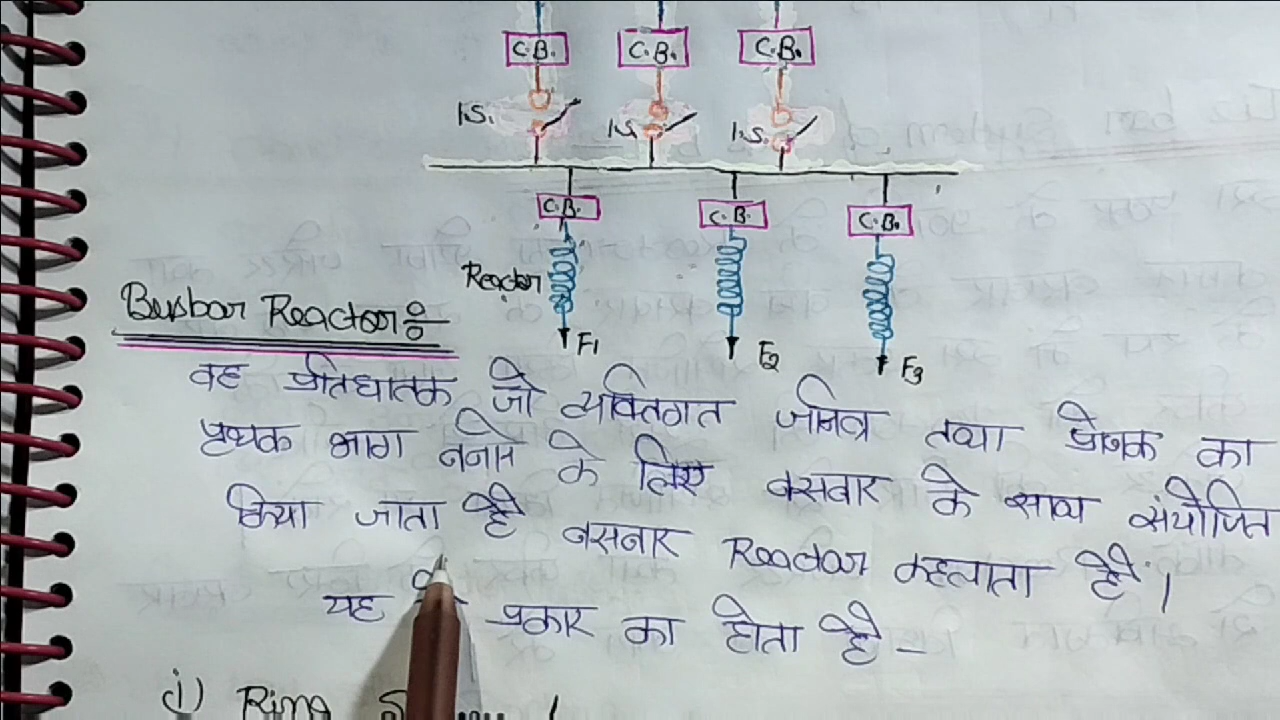 C.B. C.B. C.B.
I.S. I.S. I.S.
C.B. C.B. C.B.
Reactor
F1 F2 F3
Busbar Reactor÷
वह प्रतिघातक जो व्यक्तिगत जनित्र तथा प्रेषक का
पृथक भाग बनाने के लिए बसबार के साथ संयोजित
किया जाता है बसबार Reactor कहलाता है।
यह प्रकार का होता है -
i) Ring